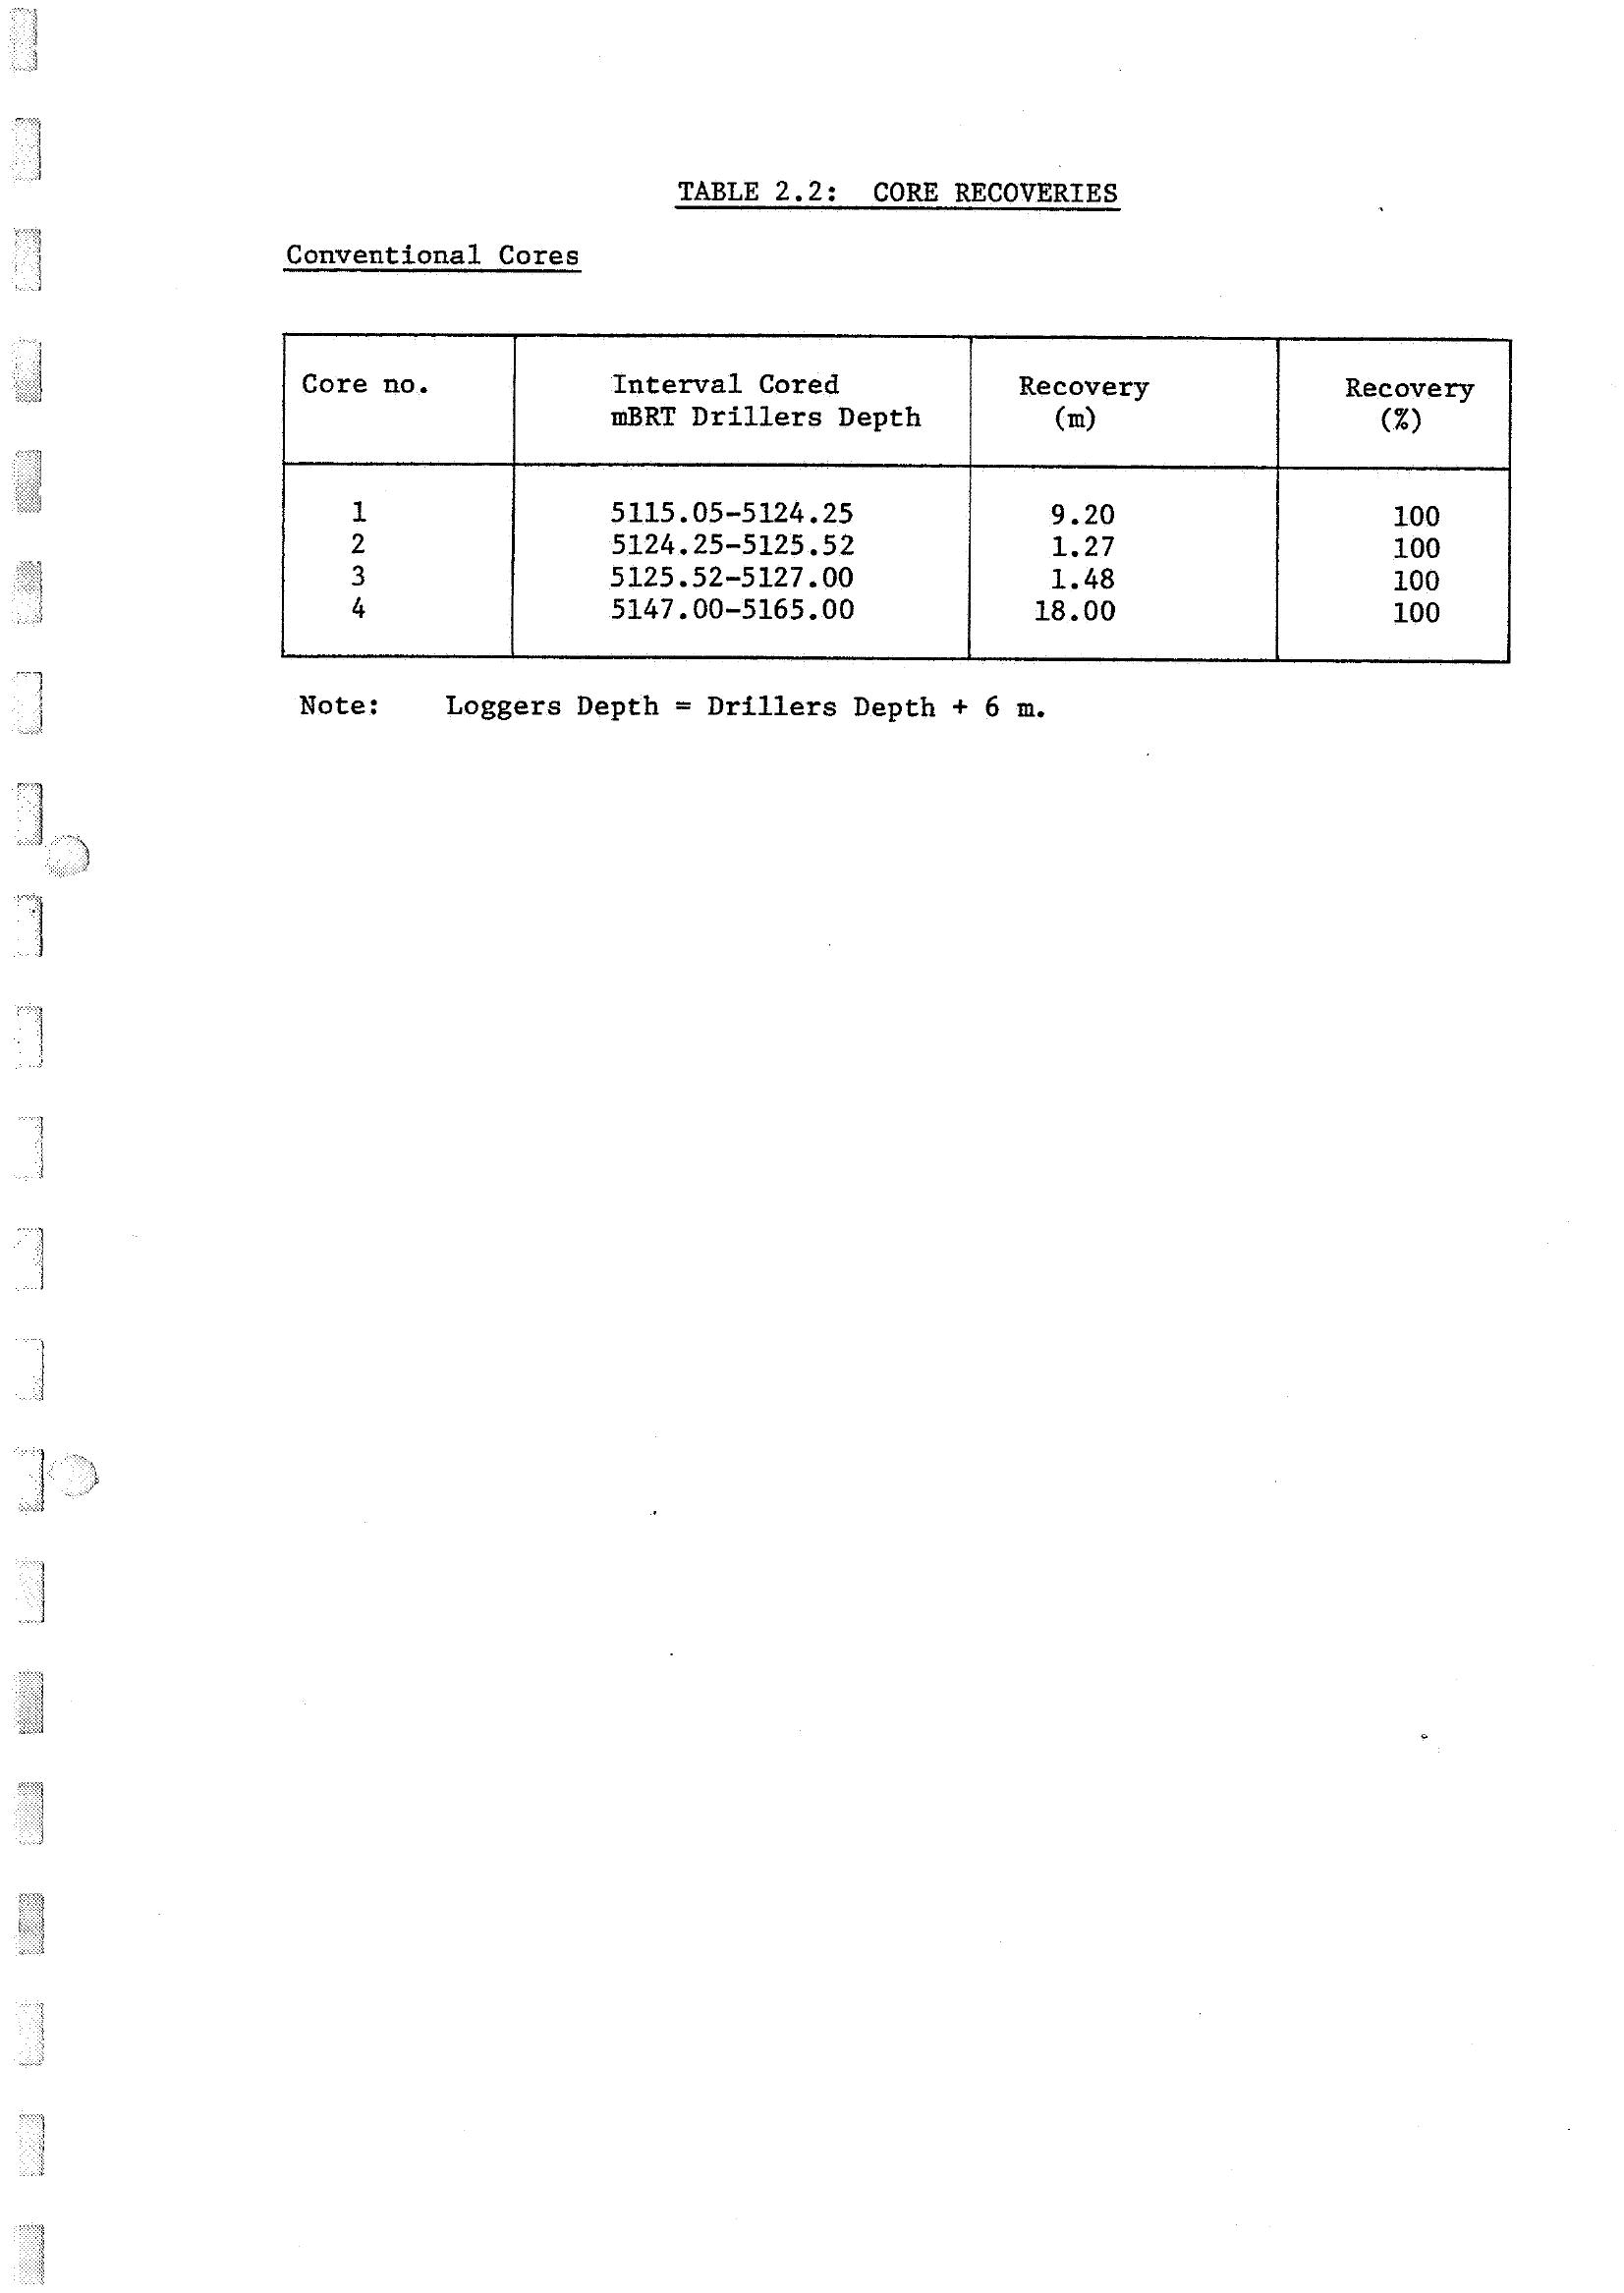 TABLE 2.2: CORE RECOVERIES
Conventional Cores
Core no. Interval Cored Recovery Recovery
mBRT Drillers Depth (m) (%)
1 5115.05-5124.25 9.20 100
2 5124.25-5125.52 1.27 100
3 5125.52-5127.00 1.48 100
4 5147.00-5165.00 18.00 100
Note: Loggers Depth = Drillers Depth + 6 m.